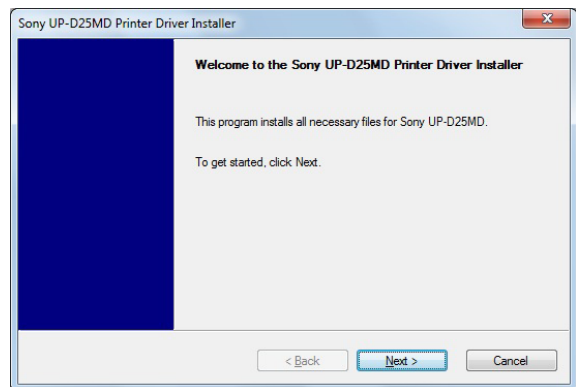 Sony UP-D25MD Printer Driver Installer
Welcome to the Sony UP-D25MD Printer Driver Installer
This program installs all necessary files for Sony UP-D25MD.
To get started, click Next.
< Back Next > Cancel